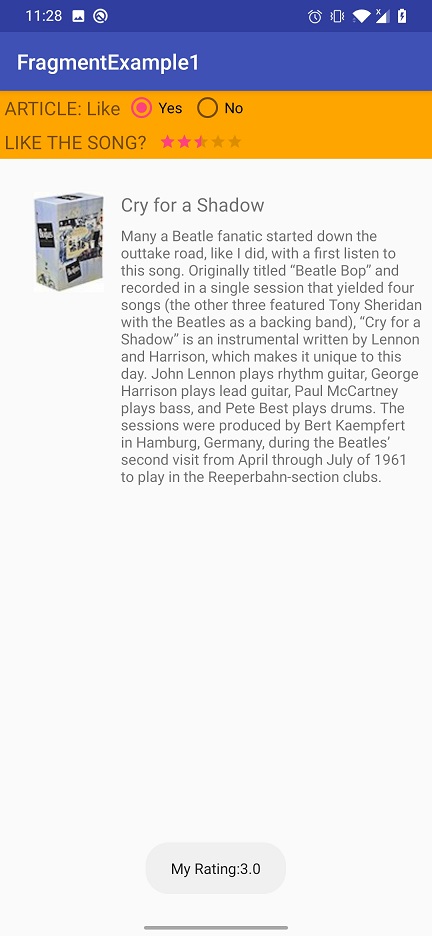 11:28
FragmentExample1
ARTICLE: Like Yes No
LIKE THE SONG?
Cry for a Shadow
Many a Beatle fanatic started down the
outtake road, like I did, with a first listen to
this song. Originally titled “Beatle Bop” and
recorded in a single session that yielded four
songs (the other three featured Tony Sheridan
with the Beatles as a backing band), “Cry for a
Shadow” is an instrumental written by Lennon
and Harrison, which makes it unique to this
day. John Lennon plays rhythm guitar, George
Harrison plays lead guitar, Paul McCartney
plays bass, and Pete Best plays drums. The
sessions were produced by Bert Kaempfert
in Hamburg, Germany, during the Beatles’
second visit from April through July of 1961
to play in the Reeperbahn-section clubs.
My Rating:3.0